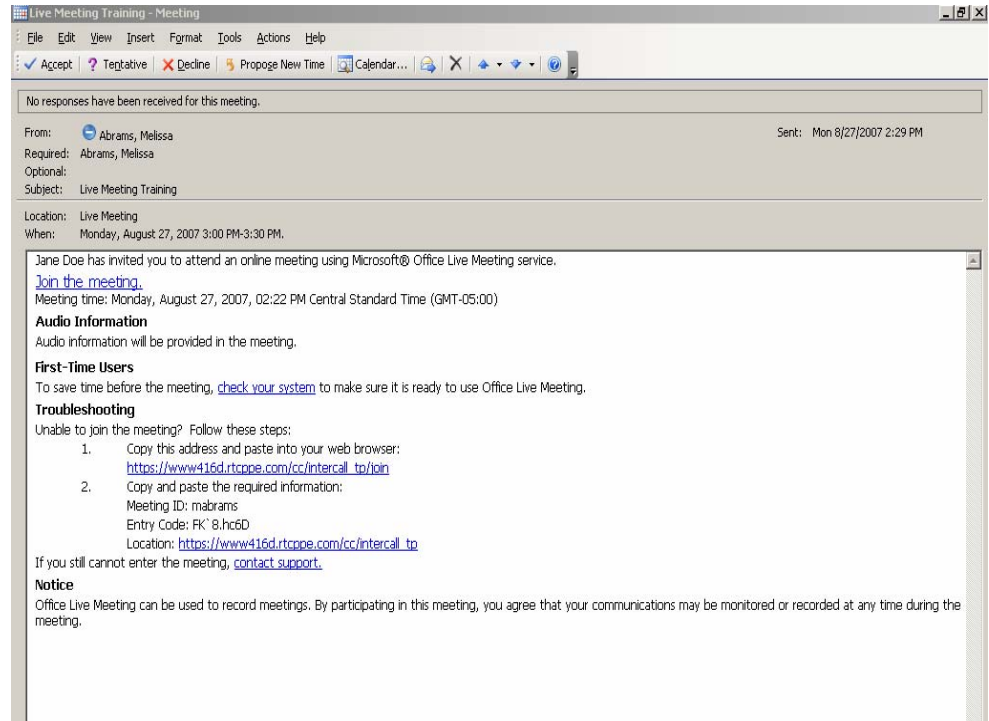 Live Meeting Training - Meeting
File Edit View Insert Format Tools Actions Help
Accept ? Tentative Decline Propose New Time Calendar...
No responses have been received for this meeting.
From: Abrams, Melissa Sent: Mon 8/27/2007 2:29 PM
Required: Abrams, Melissa
Optional:
Subject: Live Meeting Training
Location: Live Meeting
When: Monday, August 27, 2007 3:00 PM-3:30 PM.
Jane Doe has invited you to attend an online meeting using Microsoft® Office Live Meeting service.
Join the meeting.
Meeting time: Monday, August 27, 2007, 02:22 PM Central Standard Time (GMT-05:00)
Audio Information
Audio information will be provided in the meeting.
First-Time Users
To save time before the meeting, check your system to make sure it is ready to use Office Live Meeting.
Troubleshooting
Unable to join the meeting? Follow these steps:
1. Copy this address and paste into your web browser:
https://www416d.rtcppe.com/cc/intercall_tp/join
2. Copy and paste the required information:
Meeting ID: mabrams
Entry Code: FK`8.hc6D
Location: https://www416d.rtcppe.com/cc/intercall_tp
If you still cannot enter the meeting, contact support.
Notice
Office Live Meeting can be used to record meetings. By participating in this meeting, you agree that your communications may be monitored or recorded at any time during the
meeting.